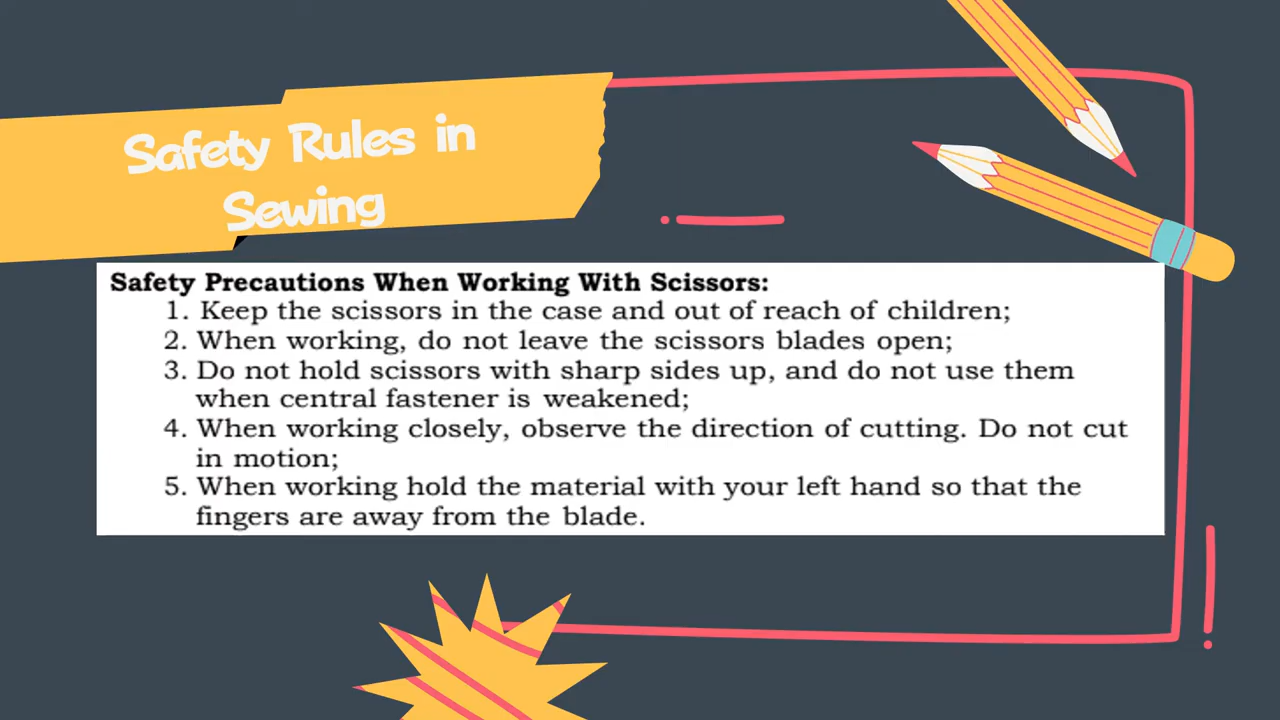 Safety Rules in
Sewing
Safety Precautions When Working With Scissors:
1. Keep the scissors in the case and out of reach of children;
2. When working, do not leave the scissors blades open;
3. Do not hold scissors with sharp sides up, and do not use them
when central fastener is weakened;
4. When working closely, observe the direction of cutting. Do not cut
in motion;
5. When working hold the material with your left hand so that the
fingers are away from the blade.